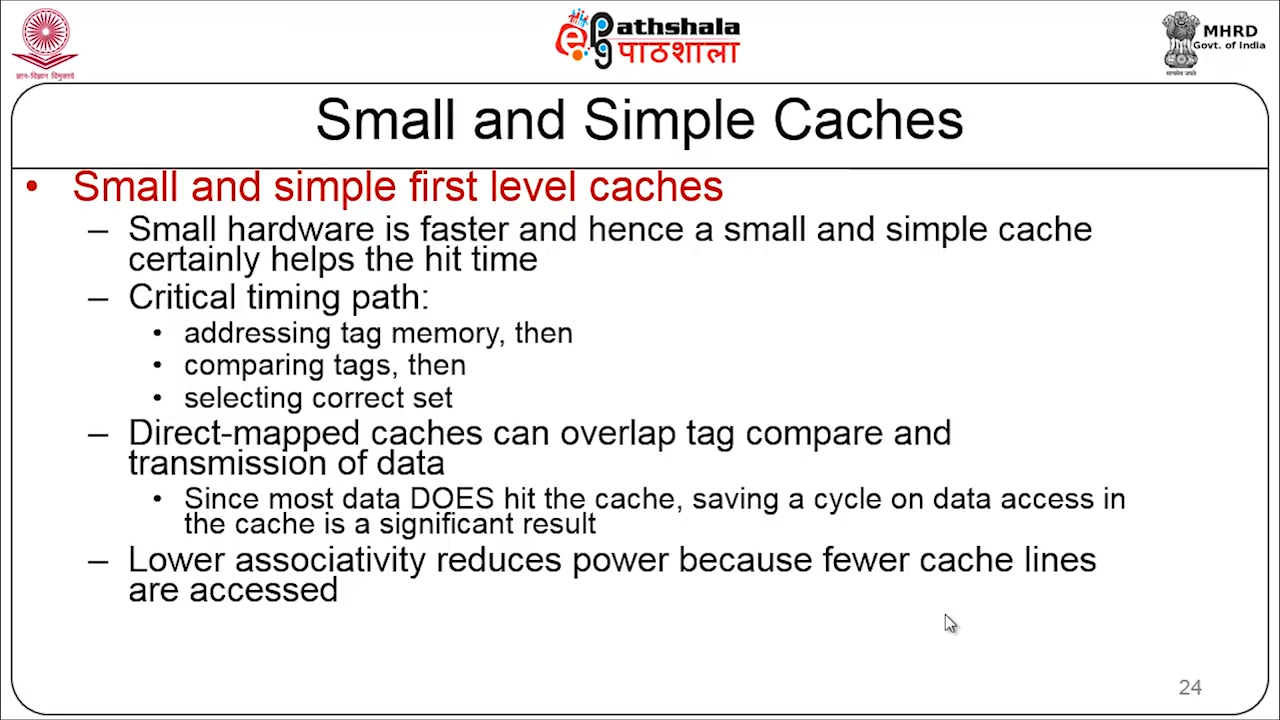 ज्ञान-विज्ञान विमुक्तये
ePathshala
पाठशाला
MHRD
Govt. of India
सत्यमेव जयते
Small and Simple Caches
• Small and simple first level caches
– Small hardware is faster and hence a small and simple cache
certainly helps the hit time
– Critical timing path:
• addressing tag memory, then
• comparing tags, then
• selecting correct set
– Direct-mapped caches can overlap tag compare and
transmission of data
• Since most data DOES hit the cache, saving a cycle on data access in
the cache is a significant result
– Lower associativity reduces power because fewer cache lines
are accessed
24